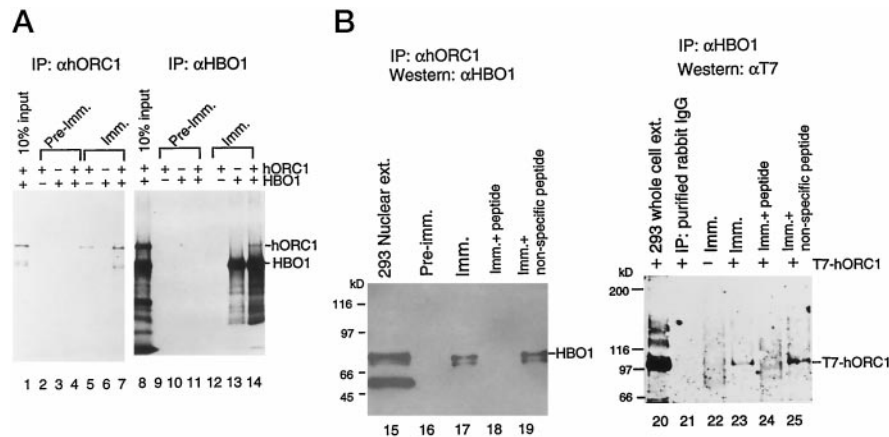 A
IP: αhORC1
IP: αHBO1
10% input
Pre-Imm.
Imm.
10% input
Pre-Imm.
Imm.
+ + - + + - + + + - + + - + hORC1
+ - + + - + + + - + + - + + HBO1
hORC1
HBO1
1 2 3 4 5 6 7 8 9 10 11 12 13 14
B
IP: αhORC1
Western: αHBO1
293 Nuclear ext.
Pre-imm.
Imm.
Imm.+ peptide
Imm.+
non-specific peptide
kD
116
97
66
45
HBO1
15 16 17 18 19
IP: αHBO1
Western: αT7
293 whole cell ext.
IP: purified rabbit IgG
Imm.
Imm.
Imm.+ peptide
Imm.+
non-specific peptide
+ + - + + + T7-hORC1
kD
200
116
97
66
T7-hORC1
20 21 22 23 24 25